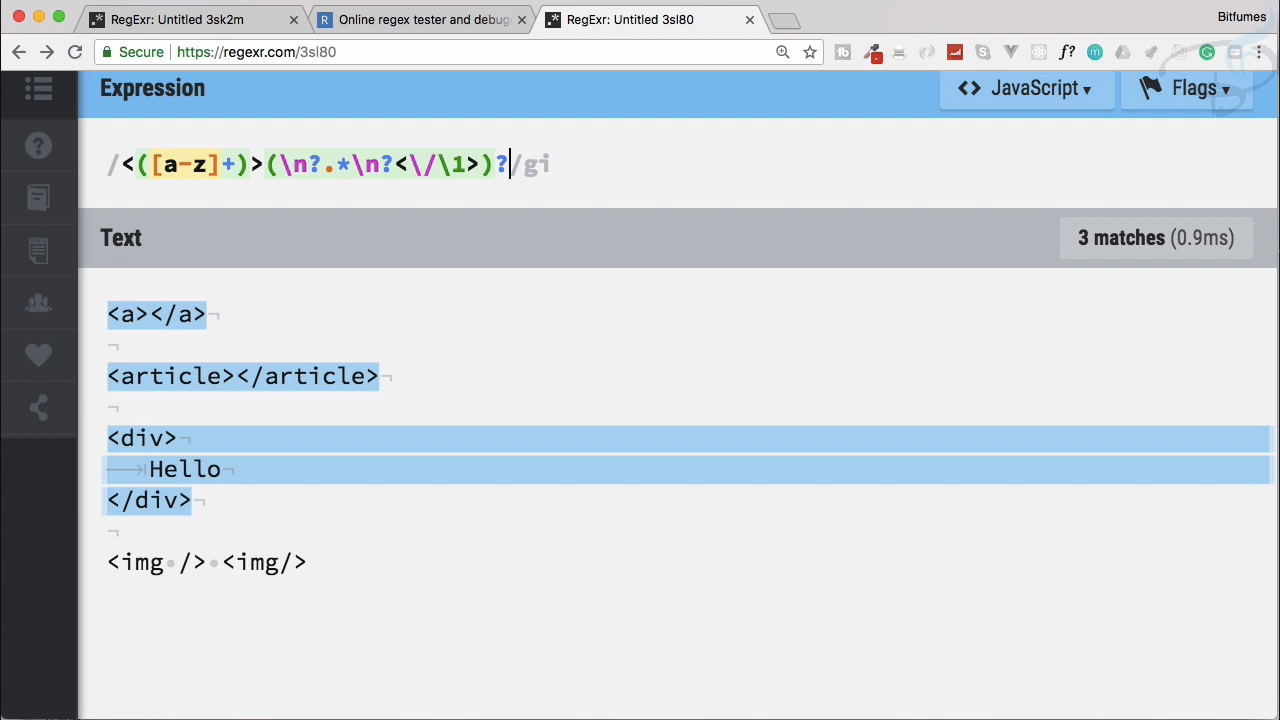 RegExr: Untitled 3sk2m
Online regex tester and debug
RegExr: Untitled 3sl80
Bitfumes
Secure https://regexr.com/3sl80
f?
Expression
<> JavaScript
Flags
/<([a-z]+)>(\n?.*\n?<\/\1>)?/gi
Text
3 matches (0.9ms)
<a></a>
<article></article>
<div>
Hello
</div>
<img /> <img/>